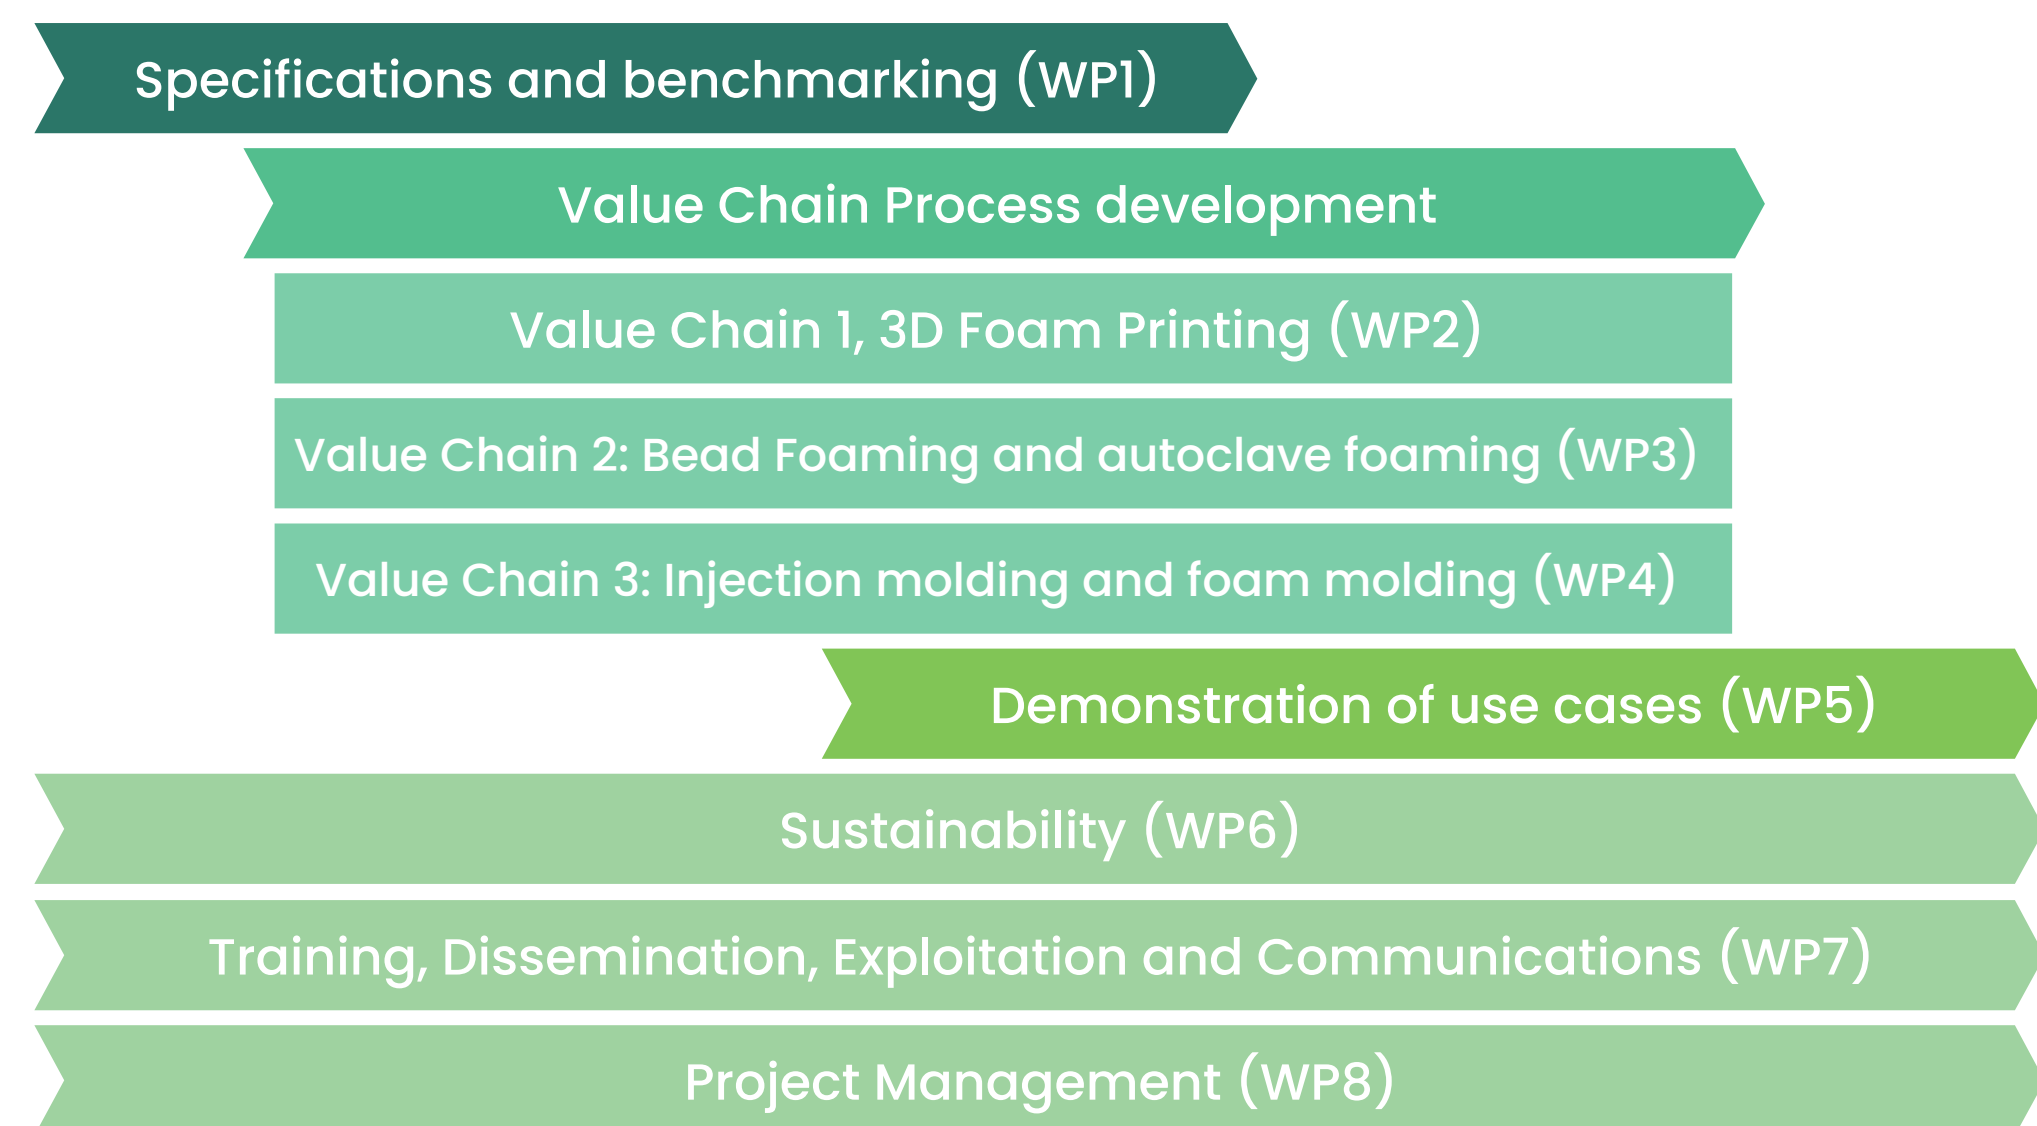 Specifications and benchmarking (WP1)
Value Chain Process development
Value Chain 1, 3D Foam Printing (WP2)
Value Chain 2: Bead Foaming and autoclave foaming (WP3)
Value Chain 3: Injection molding and foam molding (WP4)
Demonstration of use cases (WP5)
Sustainability (WP6)
Training, Dissemination, Exploitation and Communications (WP7)
Project Management (WP8)